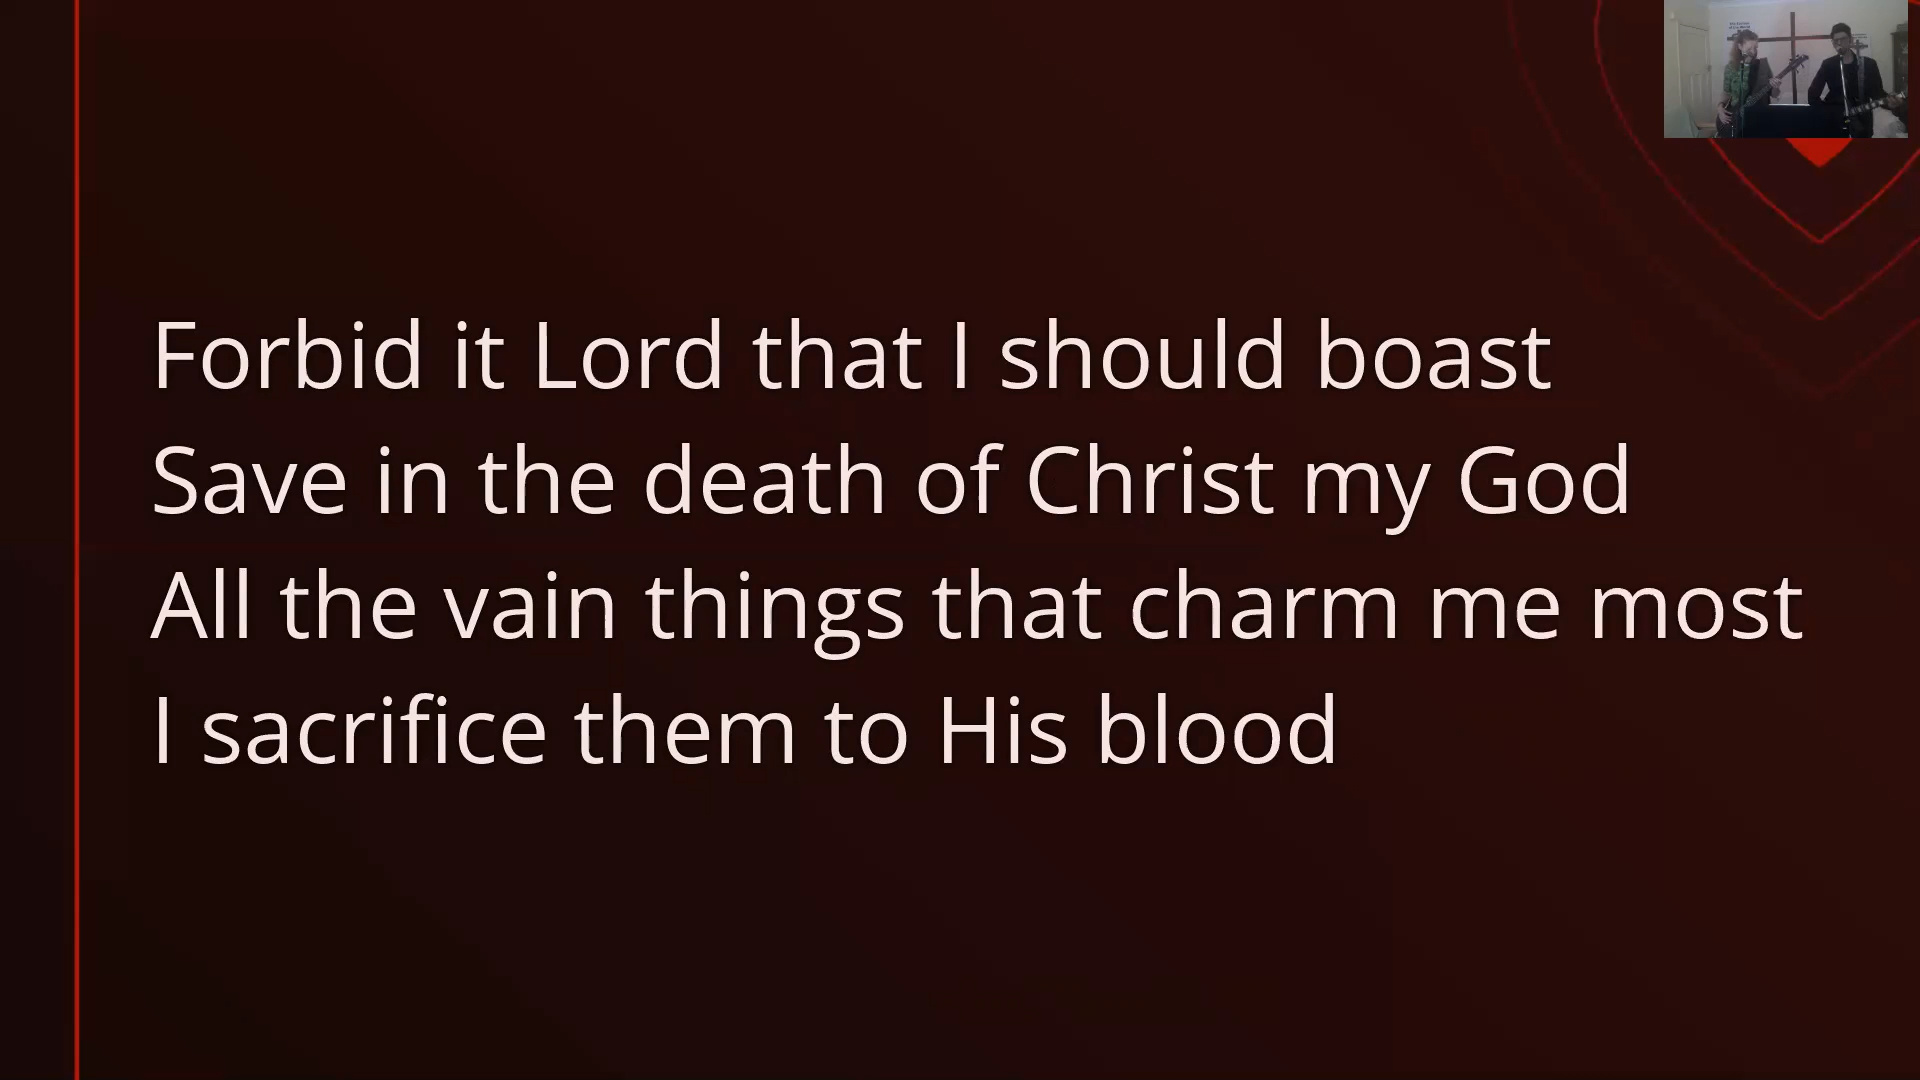 Forbid it Lord that I should boast
Save in the death of Christ my God
All the vain things that charm me most
I sacrifice them to His blood